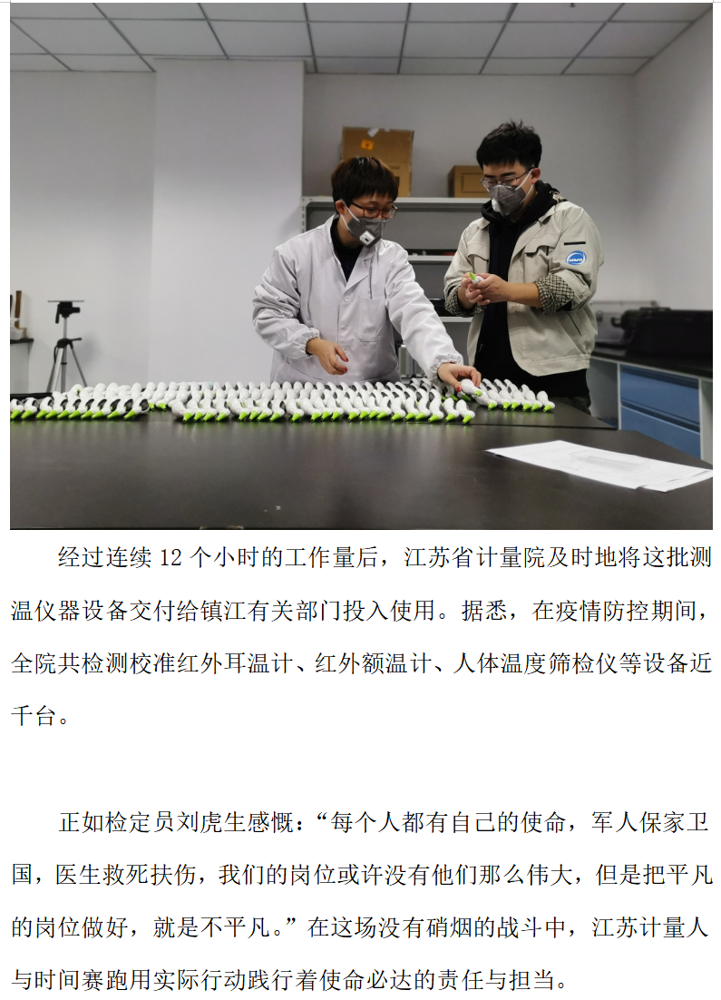 经过连续 12 个小时的工作量后，江苏省计量院及时地将这批测
温仪器设备交付给镇江有关部门投入使用。据悉，在疫情防控期间，
全院共检测校准红外耳温计、红外额温计、人体温度筛检仪等设备近
千台。
正如检定员刘虎生感慨：“每个人都有自己的使命，军人保家卫
国，医生救死扶伤，我们的岗位或许没有他们那么伟大，但是把平凡
的岗位做好，就是不平凡。”在这场没有硝烟的战斗中，江苏计量人
与时间赛跑用实际行动践行着使命必达的责任与担当。